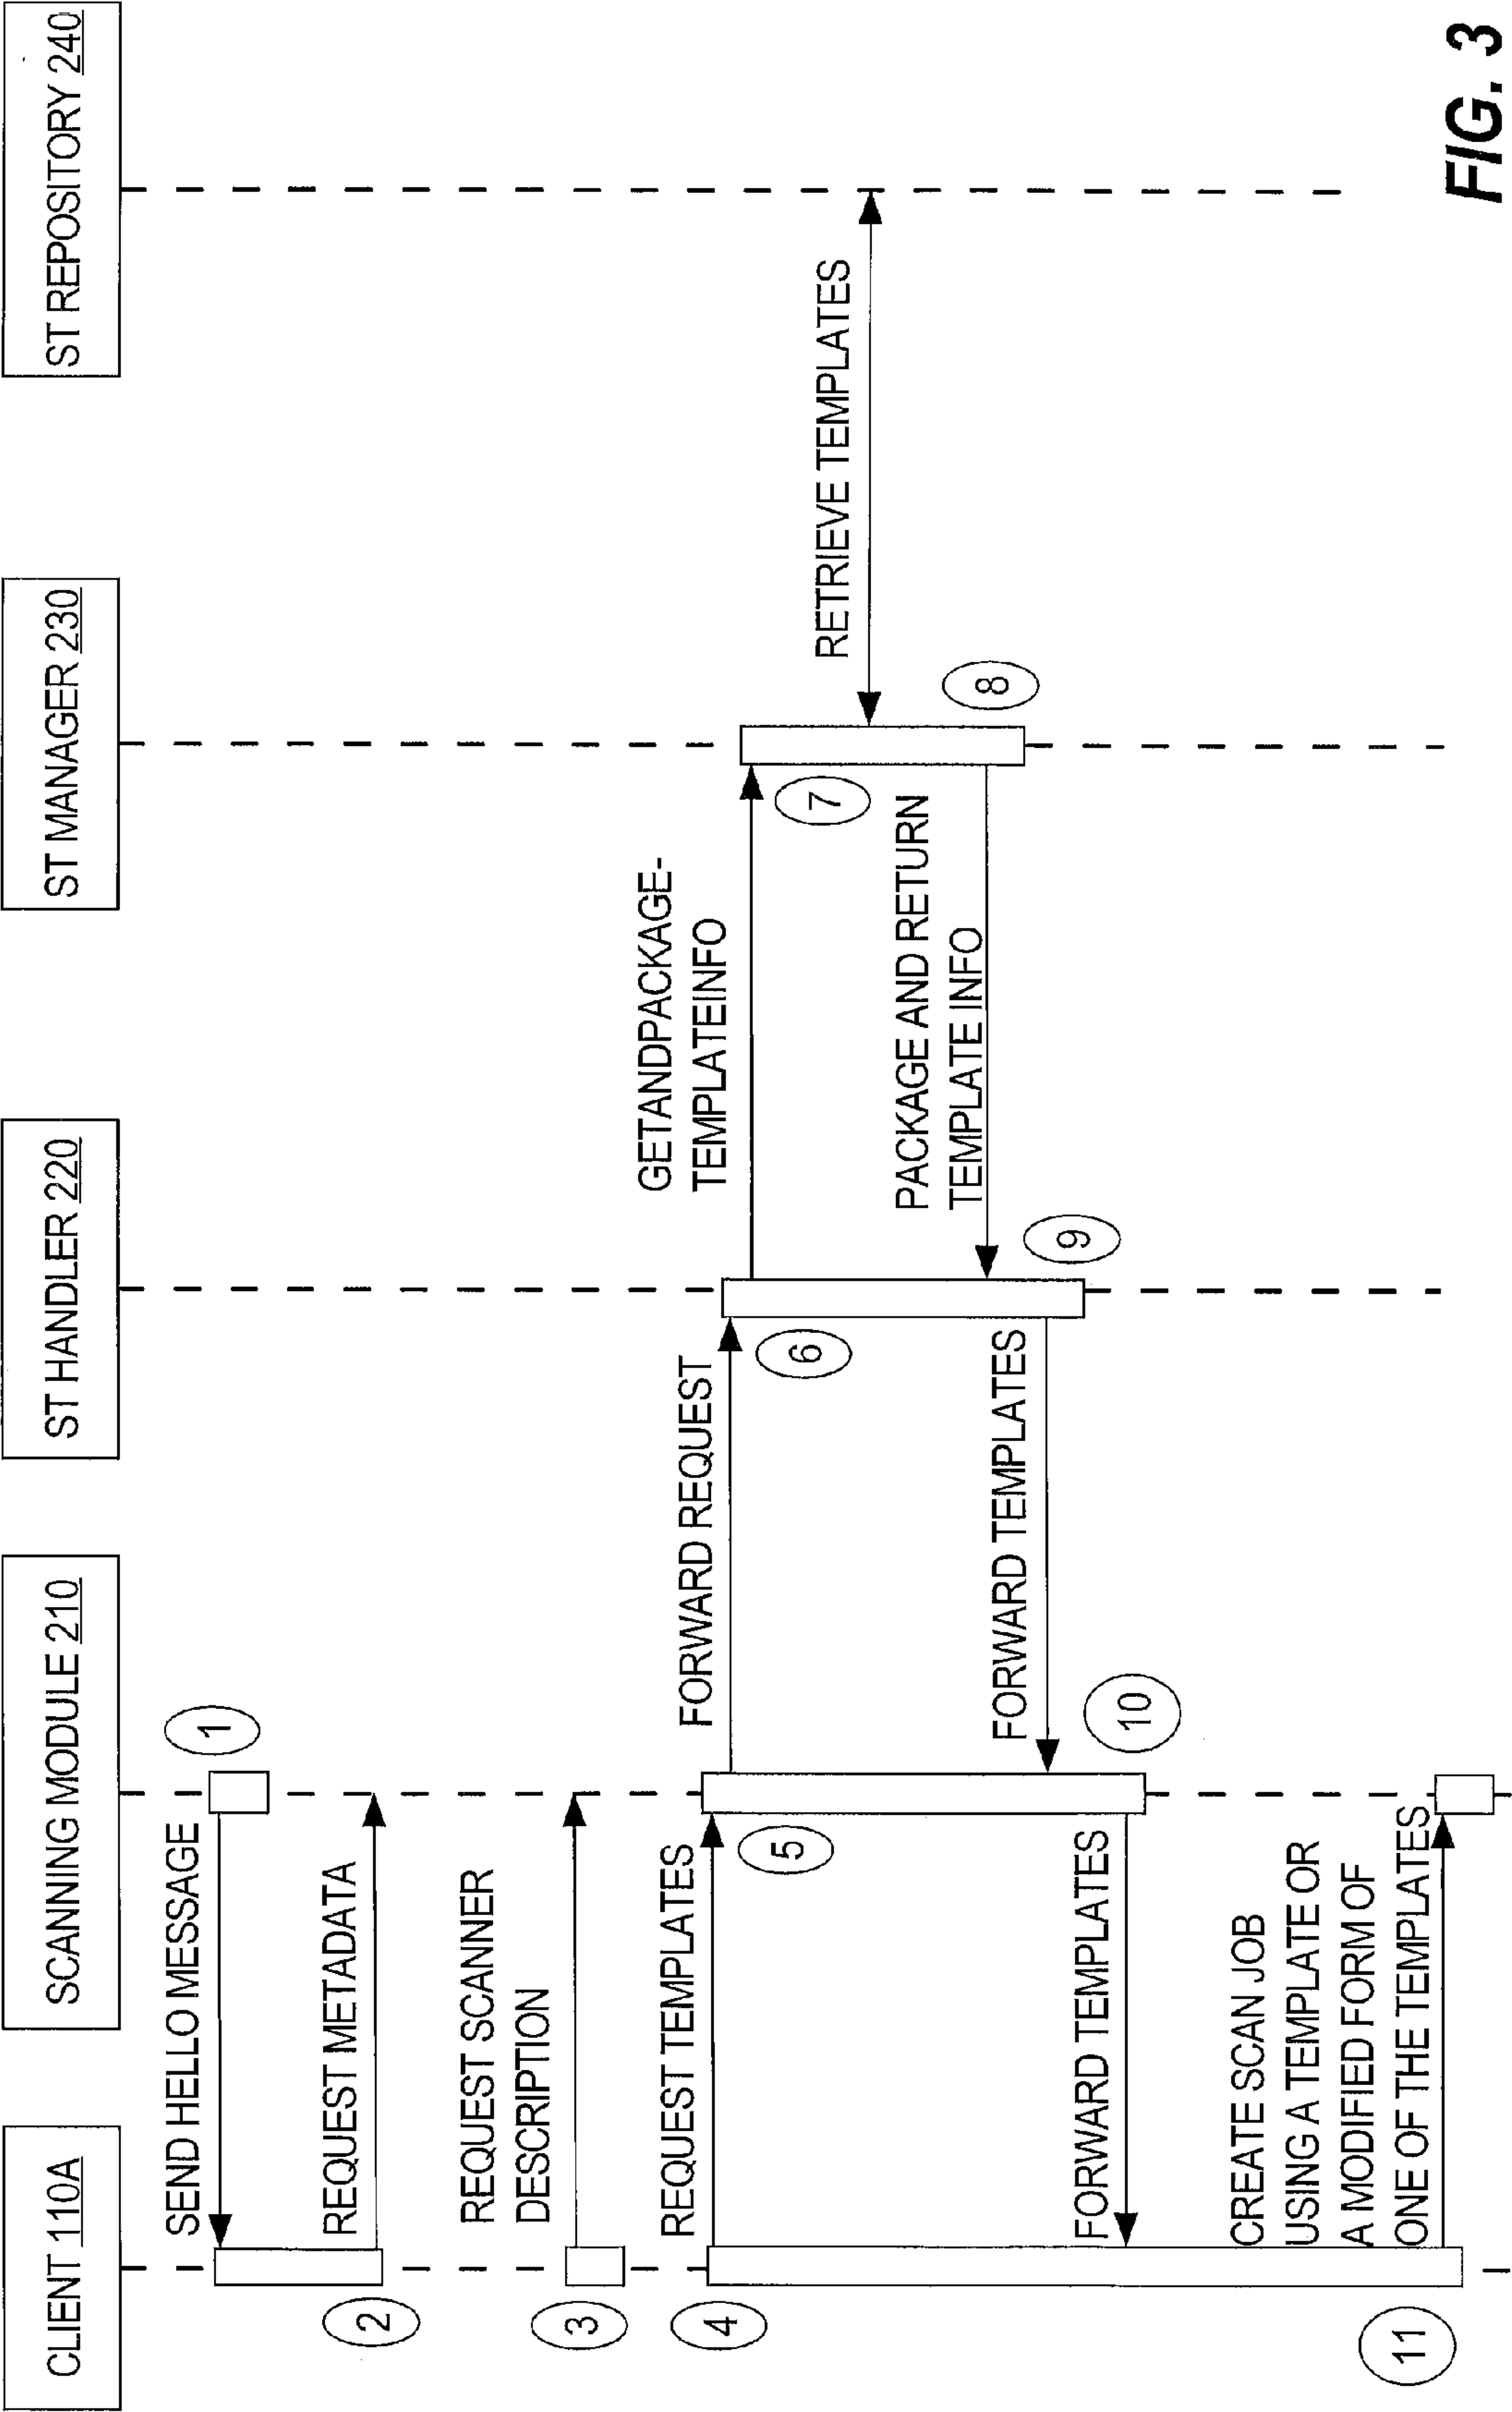 CLIENT 110A
SCANNING MODULE 210
ST HANDLER 220
ST MANAGER 230
ST REPOSITORY 240
SEND HELLO MESSAGE
1
REQUEST METADATA
2
REQUEST SCANNER
DESCRIPTION
3
REQUEST TEMPLATES
4
5
FORWARD REQUEST
6
GETANDPACKAGE-
TEMPLATEINFO
7
RETRIEVE TEMPLATES
8
PACKAGE AND RETURN
TEMPLATE INFO
9
FORWARD TEMPLATES
10
FORWARD TEMPLATES
CREATE SCAN JOB
USING A TEMPLATE OR
A MODIFIED FORM OF
ONE OF THE TEMPLATES
11
FIG. 3